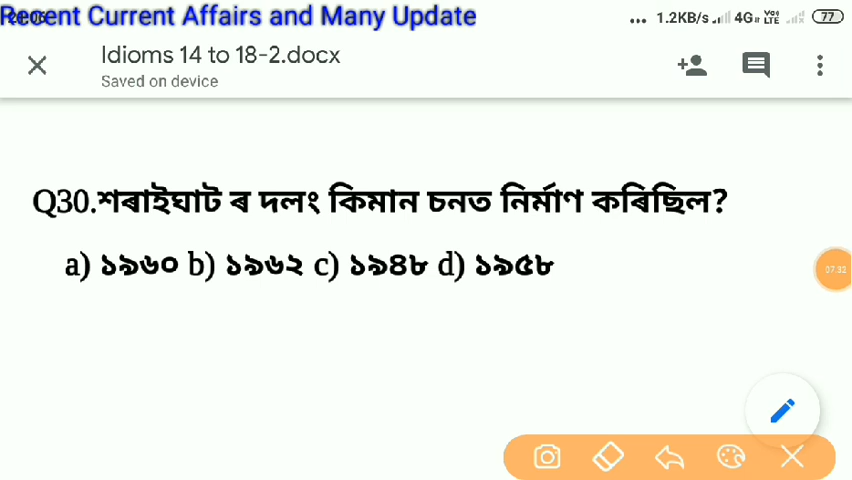 Recent Current Affairs and Many Update
... 1.2KB/s 4G Vo LTE 77
Idioms 14 to 18-2.docx
Saved on device
Q30.শৰাইঘাট ৰ দলং কিমান চনত নিৰ্মাণ কৰিছিল?
a) ১৯৬০ b) ১৯৬২ c) ১৯৪৮ d) ১৯৫৮
07:32